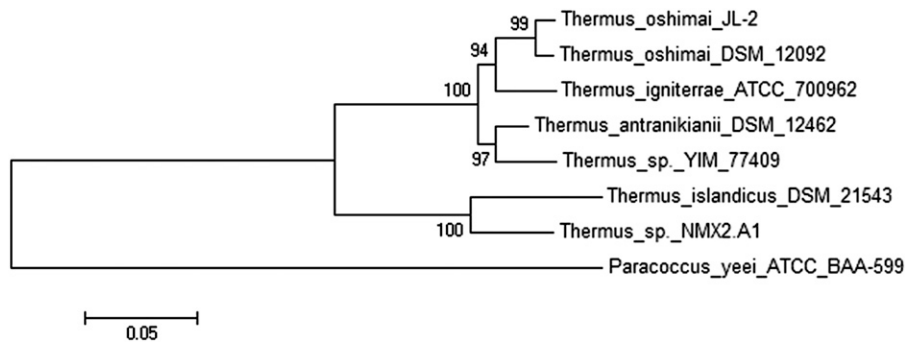 99
Thermus_oshimai_JL-2
Thermus_oshimai_DSM_12092
94
Thermus_igniterrae_ATCC_700962
100
Thermus_antranikianii_DSM_12462
97
Thermus_sp._YIM_77409
Thermus_islandicus_DSM_21543
100
Thermus_sp._NMX2.A1
Paracoccus_yeei_ATCC_BAA-599
0.05